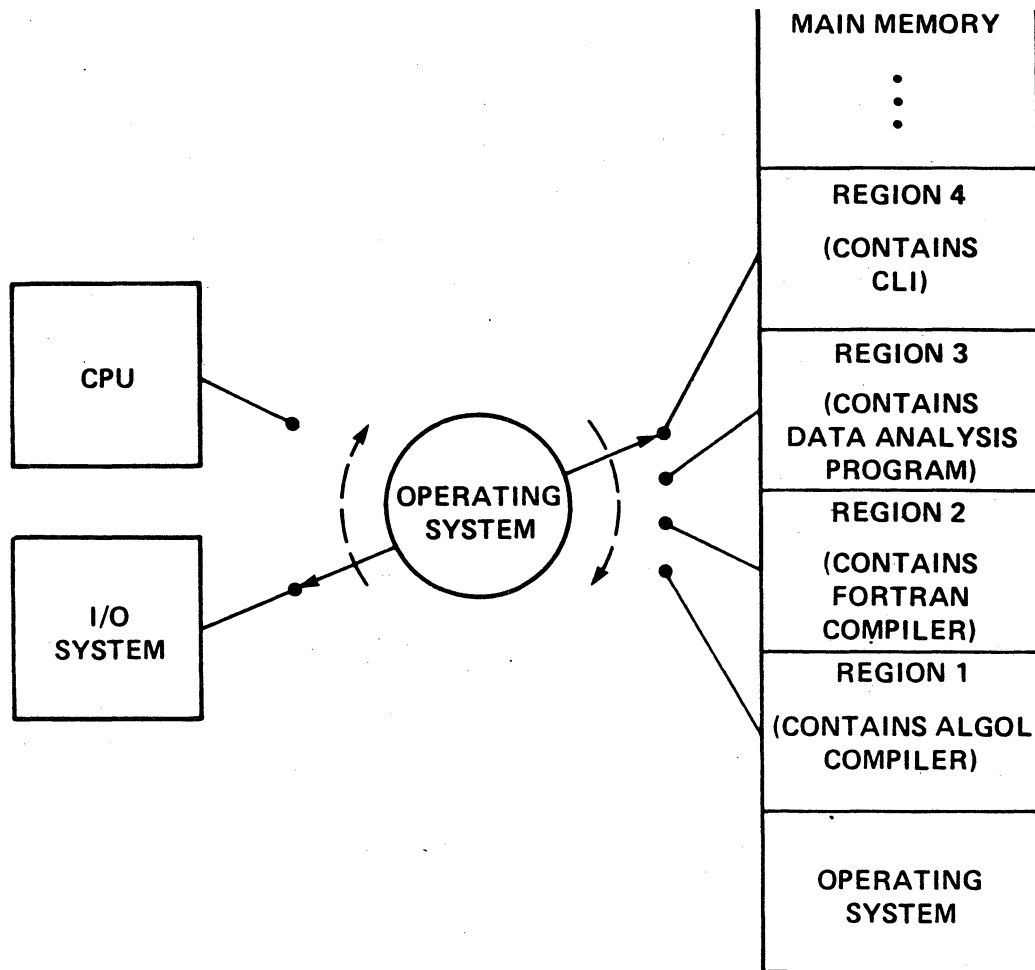 MAIN MEMORY
REGION 4
(CONTAINS
CLI)
REGION 3
(CONTAINS
DATA ANALYSIS
PROGRAM)
REGION 2
(CONTAINS
FORTRAN
COMPILER)
REGION 1
(CONTAINS ALGOL
COMPILER)
OPERATING
SYSTEM
CPU
I/O
SYSTEM
OPERATING
SYSTEM